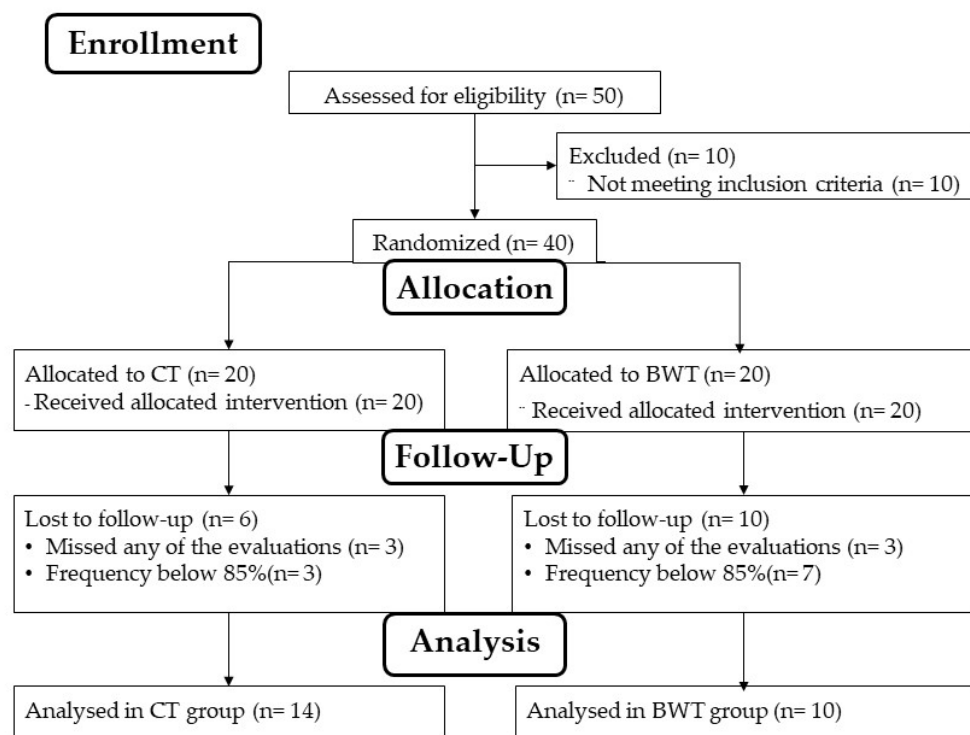 Enrollment
Assessed for eligibility (n= 50)
Excluded (n= 10)
¨ Not meeting inclusion criteria (n= 10)
Randomized (n= 40)
Allocation
Allocated to CT (n= 20)
- Received allocated intervention (n= 20)
Allocated to BWT (n= 20)
¨ Received allocated intervention (n= 20)
Follow-Up
Lost to follow-up (n= 6)
• Missed any of the evaluations (n= 3)
• Frequency below 85%(n= 3)
Lost to follow-up (n= 10)
• Missed any of the evaluations (n= 3)
• Frequency below 85%(n= 7)
Analysis
Analysed in CT group (n= 14)
Analysed in BWT group (n= 10)